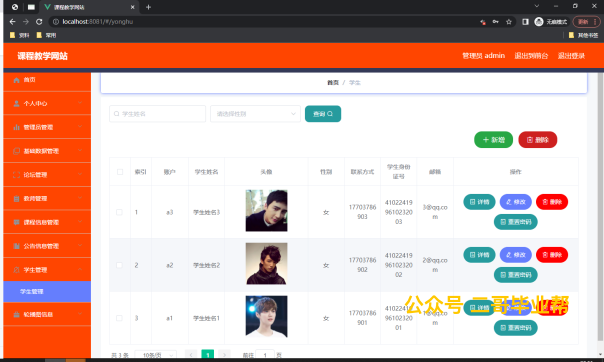 课程教学网站
localhost:8081/#/yonghu
无痕模式
更新
资料
常用
其他书签
课程教学网站
管理员 admin
退出到前台
退出登录
首页
个人中心
管理员管理
基础数据管理
论坛管理
教师管理
课程信息管理
公告信息管理
学生管理
学生管理
轮播图信息
首页 / 学生
学生姓名
请选择性别
查询
新增
删除
索引 账户 学生姓名 头像 性别 联系方式 学生身份证号 邮箱 操作
1 a3 学生姓名3 女 17703786903 410224199610232003 3@qq.com 详情 修改 删除 重置密码
2 a2 学生姓名2 女 17703786902 410224199610232002 2@qq.com 详情 修改 删除 重置密码
3 a1 学生姓名1 女 17703786901 410224199610232001 重置密码
公众号 二哥毕业帮
共 3 条 10条/页 1 前往 1 页